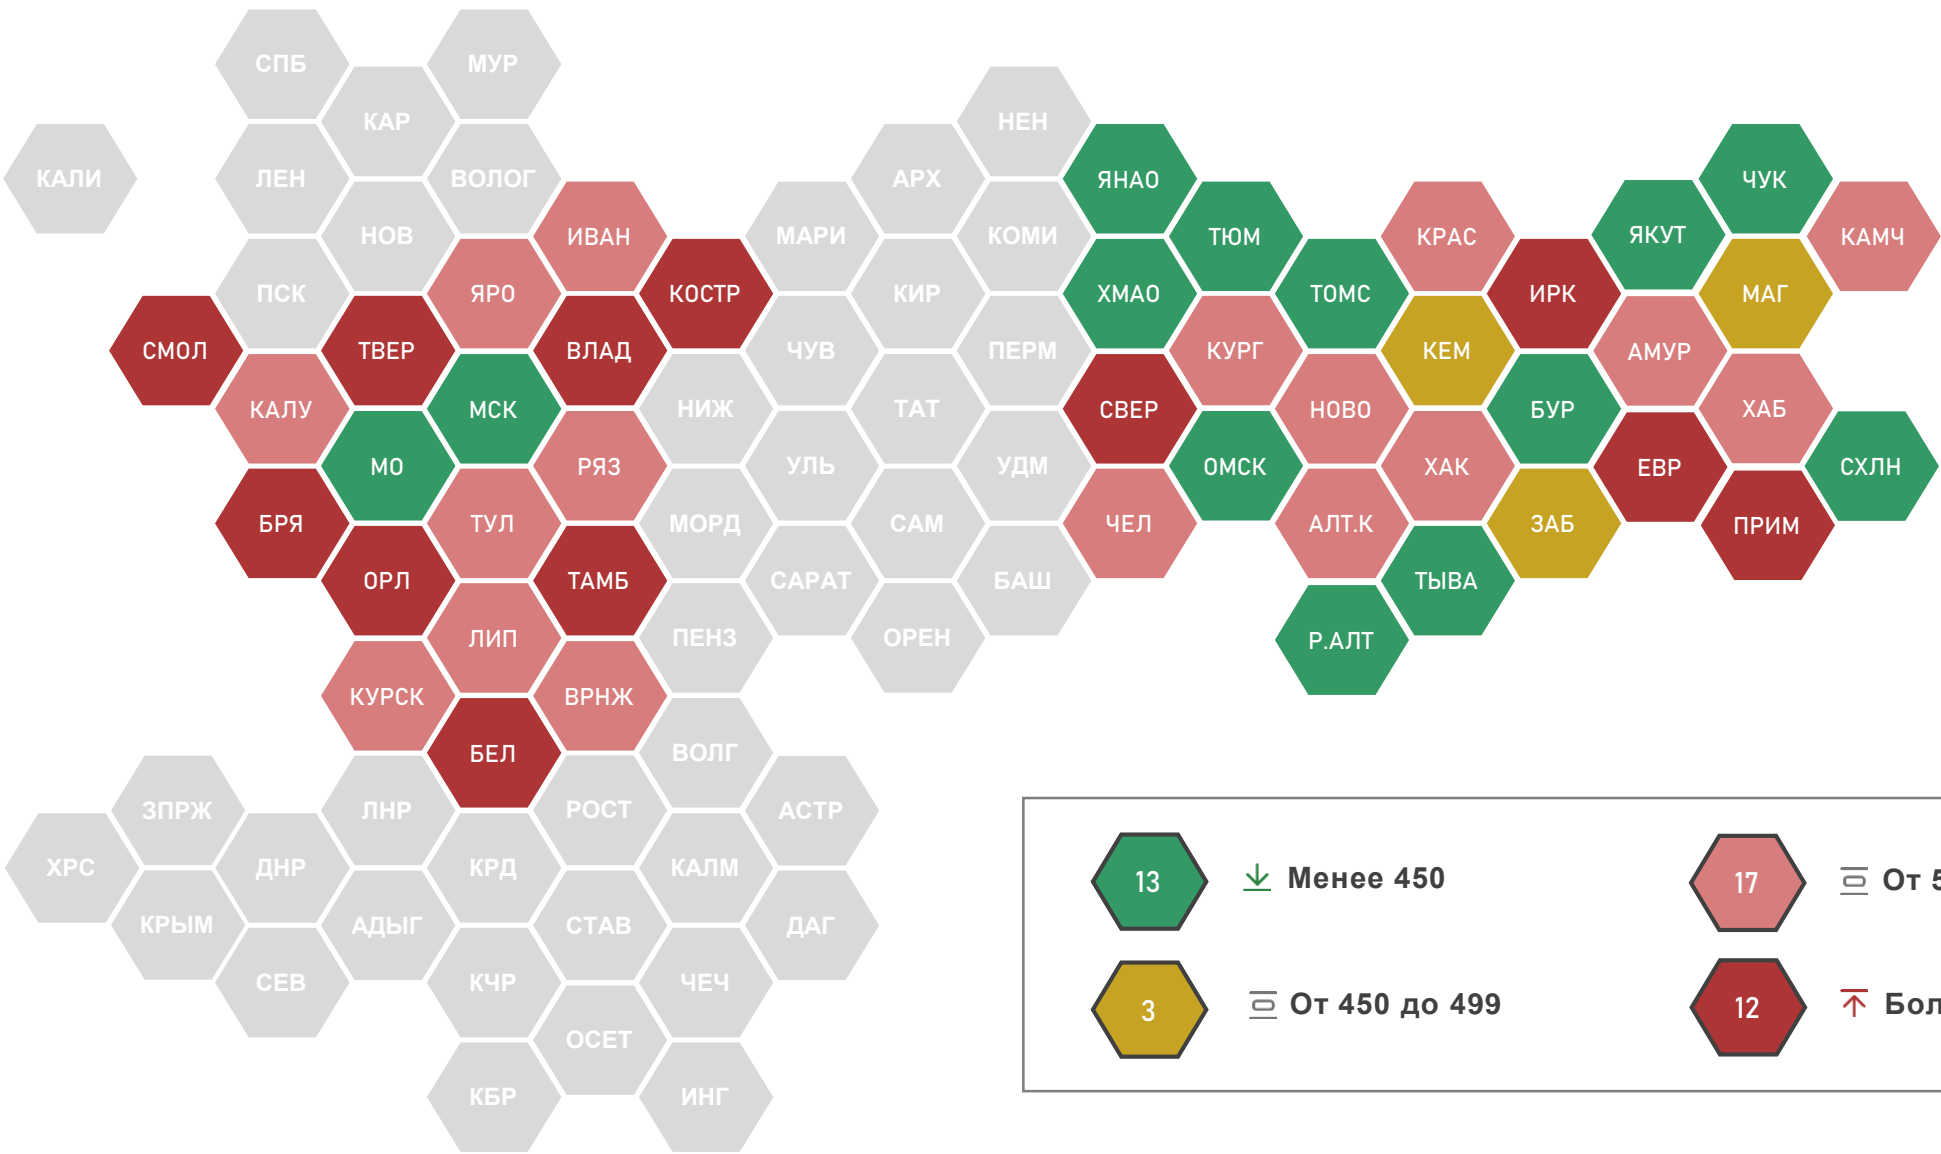 СПБ
МУР
КАР
НЕН
КАЛИ
ЛЕН
ВОЛОГ
АРХ
ЯНАО
ЧУК
НОВ
ИВАН
МАРИ
КОМИ
ТЮМ
КРАС
ЯКУТ
КАМЧ
ПСК
ЯРО
КОСТР
КИР
ХМАО
ТОМС
ИРК
МАГ
СМОЛ
ТВЕР
ВЛАД
ЧУВ
ПЕРМ
КУРГ
КЕМ
АМУР
КАЛУ
МСК
НИЖ
ТАТ
СВЕР
НОВО
БУР
ХАБ
МО
РЯЗ
УЛЬ
УДМ
ОМСК
ХАК
ЕВР
СХЛН
БРЯ
ТУЛ
МОРД
САМ
ЧЕЛ
АЛТ.К
ЗАБ
ПРИМ
ОРЛ
ТАМБ
САРАТ
БАШ
ТЫВА
ЛИП
ПЕНЗ
ОРЕН
Р.АЛТ
КУРСК
ВРНЖ
БЕЛ
ВОЛГ
ЗПРЖ
ЛНР
РОСТ
АСТР
ХРС
ДНР
КРД
КАЛМ
КРЫМ
АДЫГ
СТАВ
ДАГ
СЕВ
КЧР
ЧЕЧ
ОСЕТ
КБР
ИНГ
13 Менее 450
17 От 5
3 От 450 до 499
12